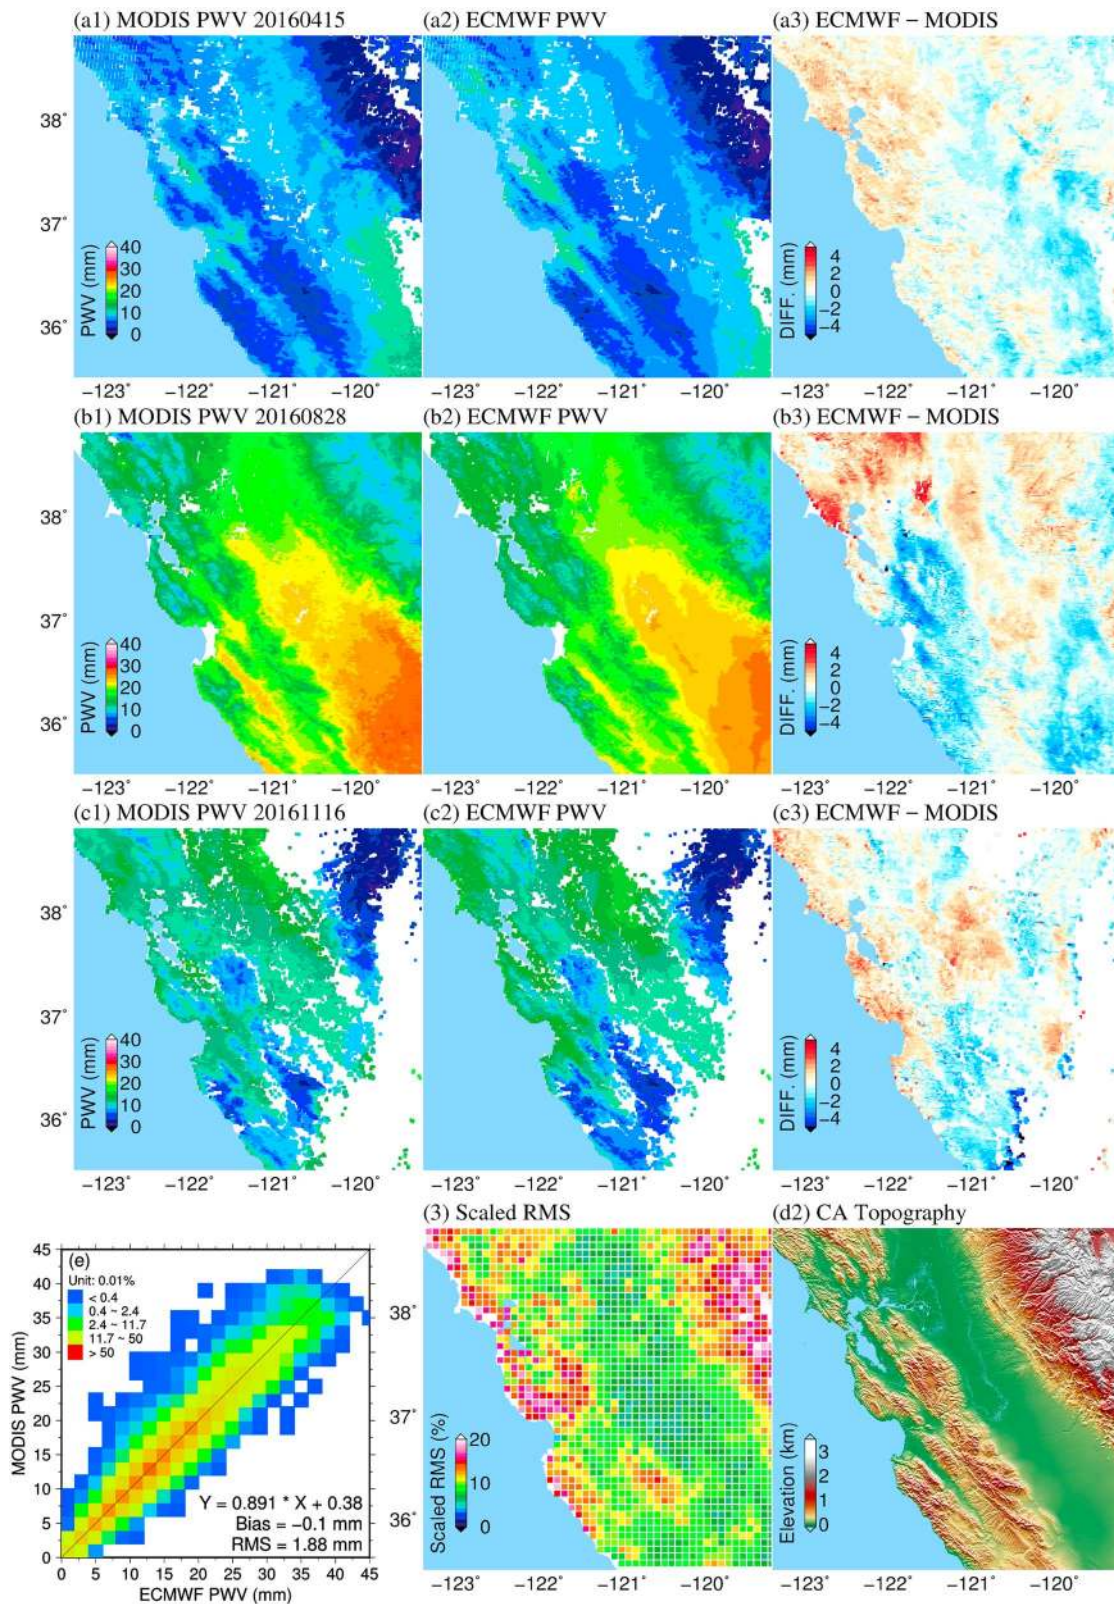 (a1) MODIS PWV 20160415
(a2) ECMWF PWV
(a3) ECMWF − MODIS
38˚
37˚
36˚
PWV (mm)
40
30
20
10
0
DIFF. (mm)
4
2
0
−2
−4
−123˚ −122˚ −121˚ −120˚
−123˚ −122˚ −121˚ −120˚
−123˚ −122˚ −121˚ −120˚
(b1) MODIS PWV 20160828
(b2) ECMWF PWV
(b3) ECMWF − MODIS
38˚
37˚
36˚
PWV (mm)
40
30
20
10
0
DIFF. (mm)
4
2
0
−2
−4
−123˚ −122˚ −121˚ −120˚
−123˚ −122˚ −121˚ −120˚
−123˚ −122˚ −121˚ −120˚
(c1) MODIS PWV 20161116
(c2) ECMWF PWV
(c3) ECMWF − MODIS
38˚
37˚
36˚
PWV (mm)
40
30
20
10
0
DIFF. (mm)
4
2
0
−2
−4
−123˚ −122˚ −121˚ −120˚
−123˚ −122˚ −121˚ −120˚
−123˚ −122˚ −121˚ −120˚
(e)
Unit: 0.01%
< 0.4
0.4 ~ 2.4
2.4 ~ 11.7
11.7 ~ 50
> 50
MODIS PWV (mm)
45
40
35
30
25
20
15
10
5
0
Y = 0.891 * X + 0.38
Bias = −0.1 mm
RMS = 1.88 mm
0 5 10 15 20 25 30 35 40 45
ECMWF PWV (mm)
(3) Scaled RMS
38˚
37˚
36˚
Scaled RMS (%)
20
10
0
−123˚ −122˚ −121˚ −120˚
(d2) CA Topography
Elevation (km)
3
2
1
0
−123˚ −122˚ −121˚ −120˚